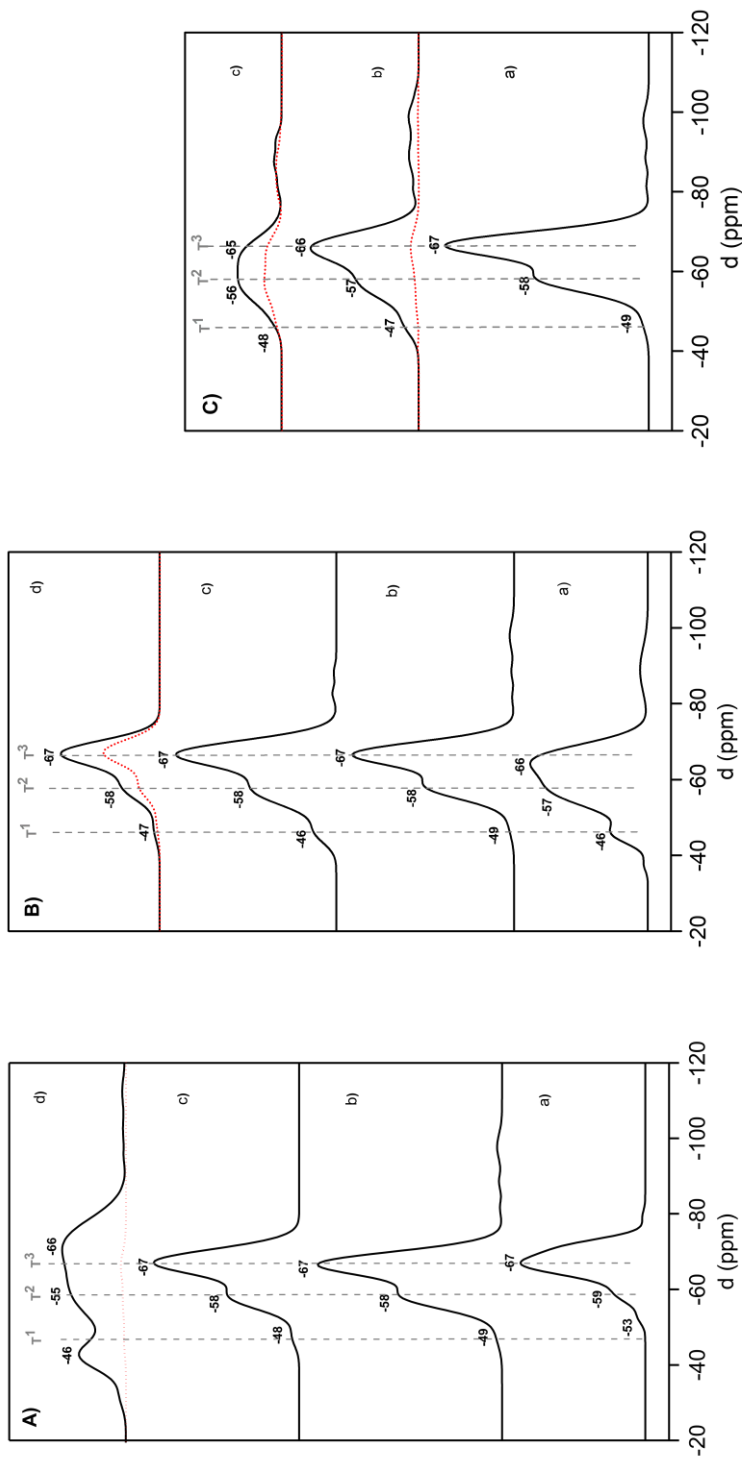 A)
T¹ T² T³
-46 -55 -66 d)
-48 -58 -67 c)
-49 -58 -67 b)
-53 -59 -67 a)
-20 -40 -60 -80 -100 -120
d (ppm)
B)
T¹ T² T³
-47 -58 -67 d)
-46 -58 -67 c)
-49 -58 -67 b)
-46 -57 -66 a)
-20 -40 -60 -80 -100 -120
d (ppm)
C)
T¹ T² T³
-48 -56 -65 c)
-47 -57 -66 b)
-49 -58 -67 a)
-20 -40 -60 -80 -100 -120
d (ppm)